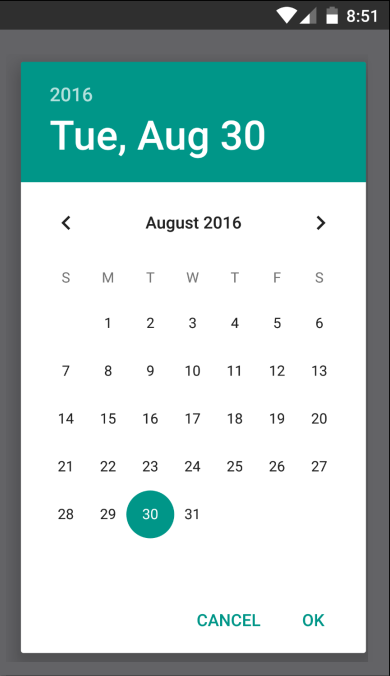 8:51
2016
Tue, Aug 30
August 2016
S M T W T F S
1 2 3 4 5 6
7 8 9 10 11 12 13
14 15 16 17 18 19 20
21 22 23 24 25 26 27
28 29 30 31
CANCEL OK